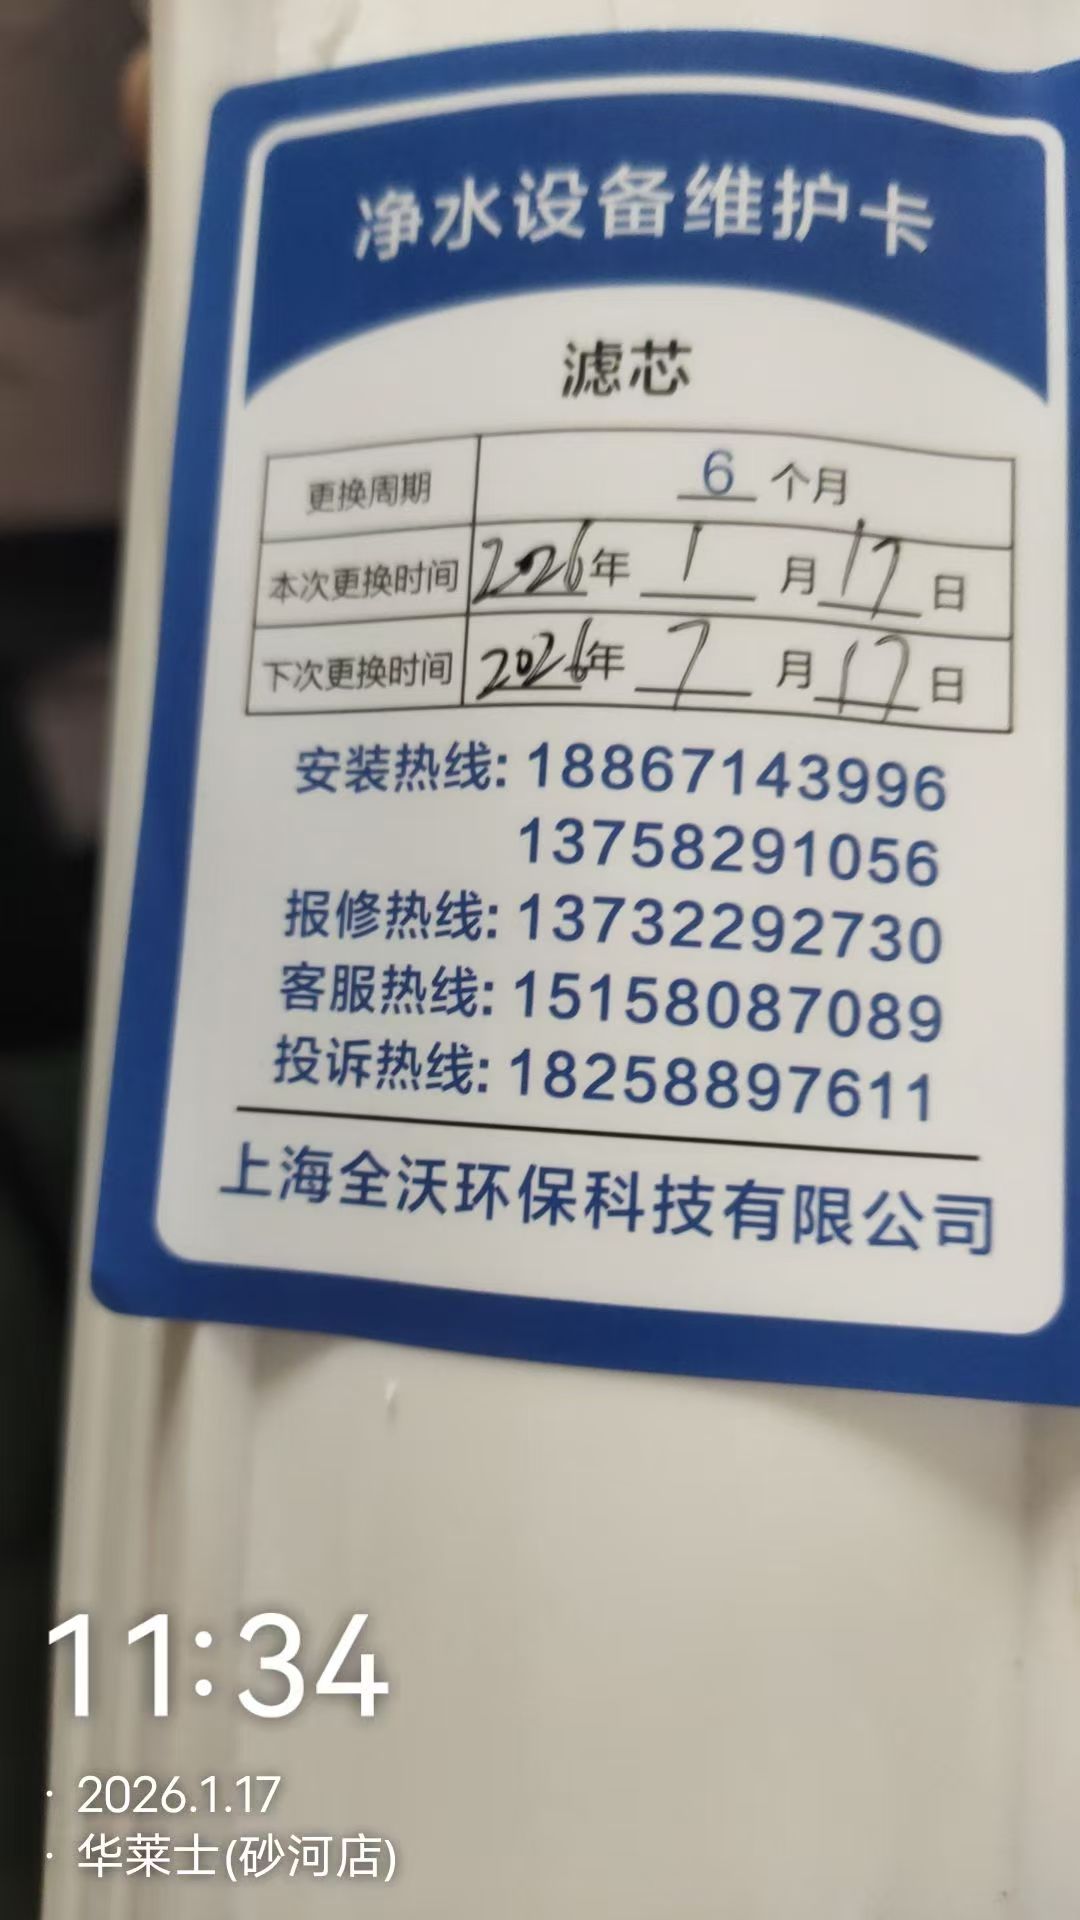 净水设备维护卡
滤芯
更换周期 6 个月
本次更换时间 2026年 1 月 17 日
下次更换时间 2026年 7 月 17 日
安装热线: 18867143996
13758291056
报修热线: 13732292730
客服热线: 15158087089
投诉热线: 18258897611
上海全沃环保科技有限公司
11:34
· 2026.1.17
· 华莱士(砂河店)